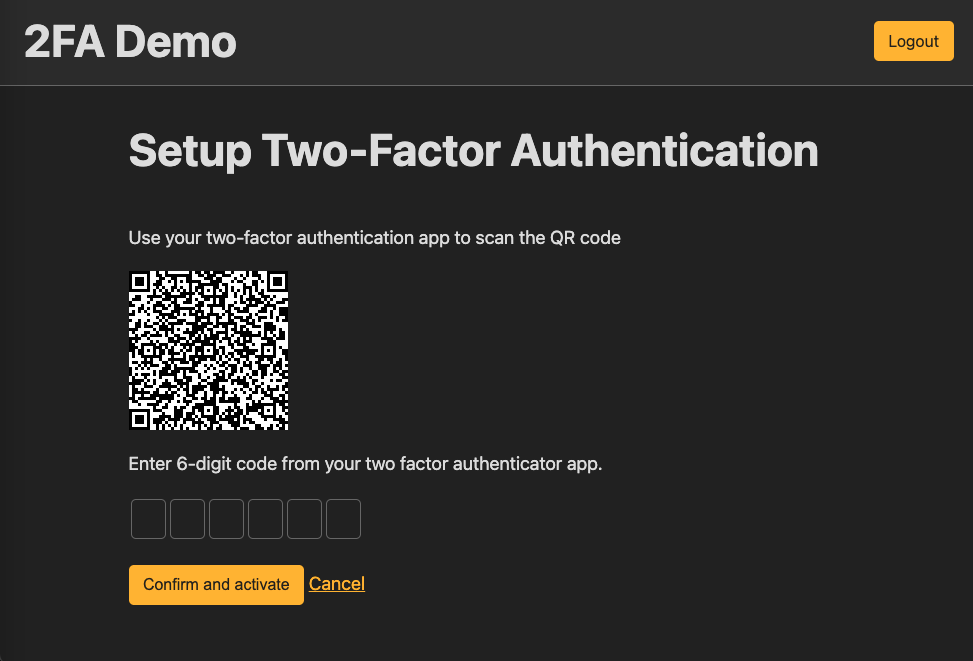 2FA Demo
Logout
Setup Two-Factor Authentication
Use your two-factor authentication app to scan the QR code
Enter 6-digit code from your two factor authenticator app.
Confirm and activate Cancel